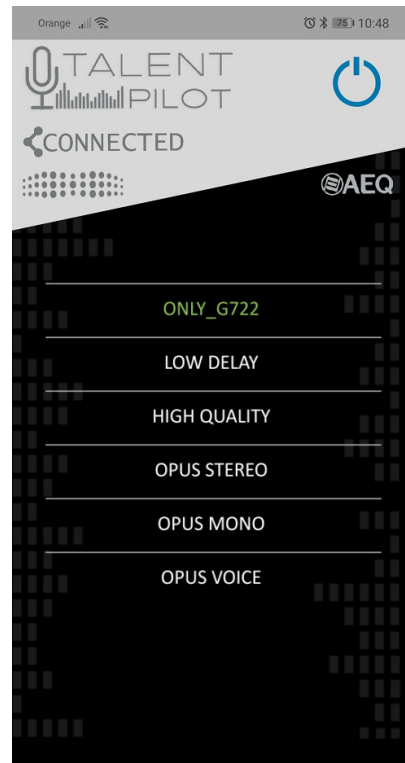 Orange 75 10:48
TALENT
PILOT
CONNECTED
AEQ
ONLY_G722
LOW DELAY
HIGH QUALITY
OPUS STEREO
OPUS MONO
OPUS VOICE